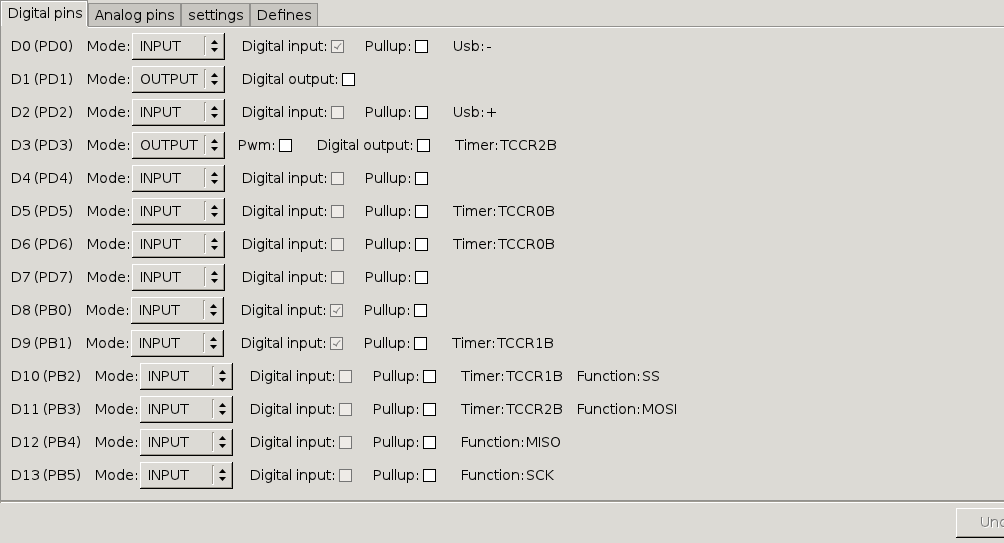 Digital pins Analog pins settings Defines
D0 (PD0) Mode: INPUT Digital input: Pullup: Usb:-
D1 (PD1) Mode: OUTPUT Digital output:
D2 (PD2) Mode: INPUT Digital input: Pullup: Usb:+
D3 (PD3) Mode: OUTPUT Pwm: Digital output: Timer:TCCR2B
D4 (PD4) Mode: INPUT Digital input: Pullup:
D5 (PD5) Mode: INPUT Digital input: Pullup: Timer:TCCR0B
D6 (PD6) Mode: INPUT Digital input: Pullup: Timer:TCCR0B
D7 (PD7) Mode: INPUT Digital input: Pullup:
D8 (PB0) Mode: INPUT Digital input: Pullup:
D9 (PB1) Mode: INPUT Digital input: Pullup: Timer:TCCR1B
D10 (PB2) Mode: INPUT Digital input: Pullup: Timer:TCCR1B Function:SS
D11 (PB3) Mode: INPUT Digital input: Pullup: Timer:TCCR2B Function:MOSI
D12 (PB4) Mode: INPUT Digital input: Pullup: Function:MISO
D13 (PB5) Mode: INPUT Digital input: Pullup: Function:SCK